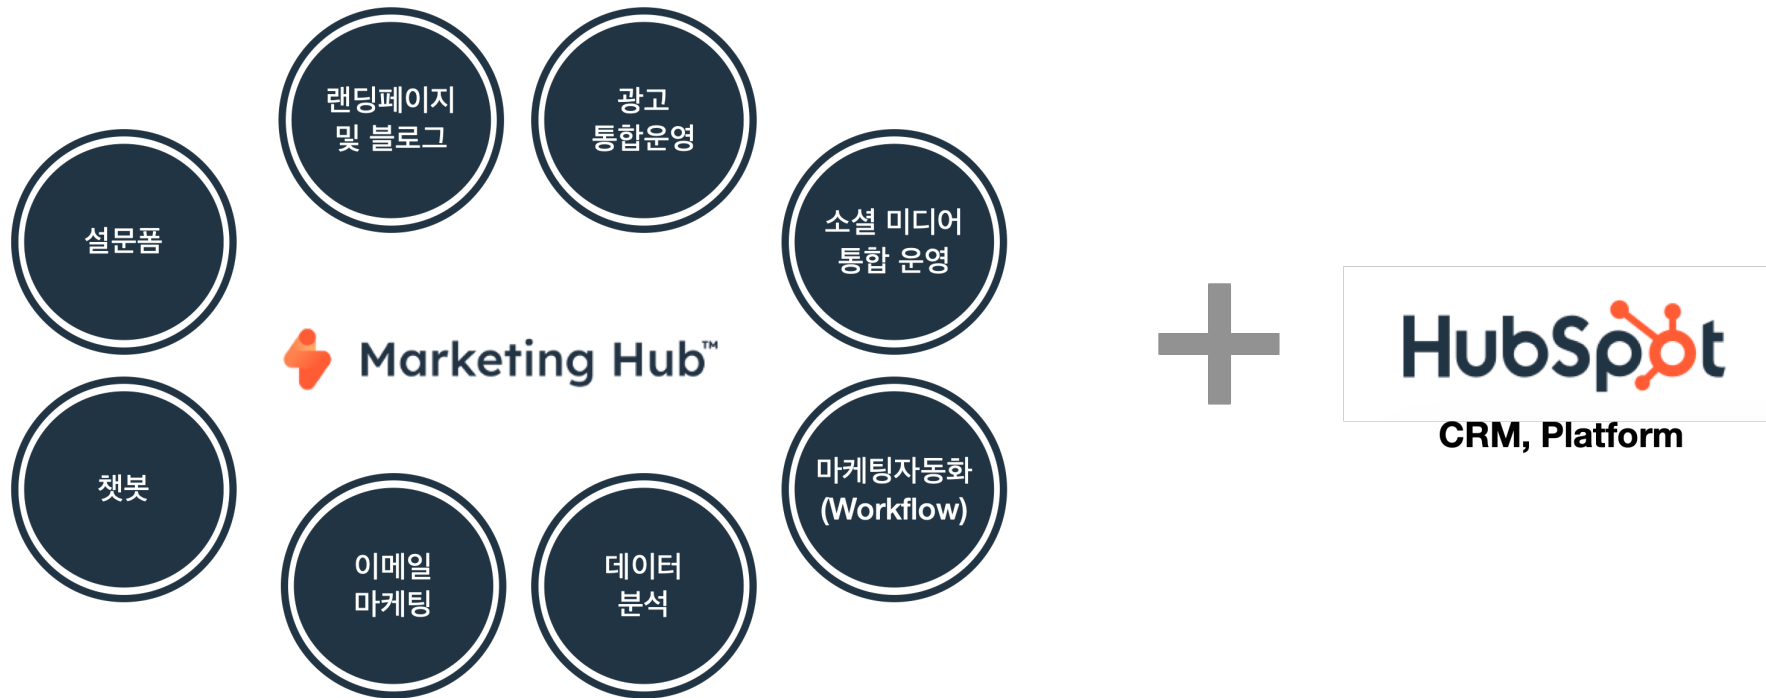 랜딩페이지
및 블로그
광고
통합운영
설문폼
소셜 미디어
통합 운영
Marketing Hub™
HubSpot
CRM, Platform
챗봇
마케팅자동화
(Workflow)
이메일
마케팅
데이터
분석